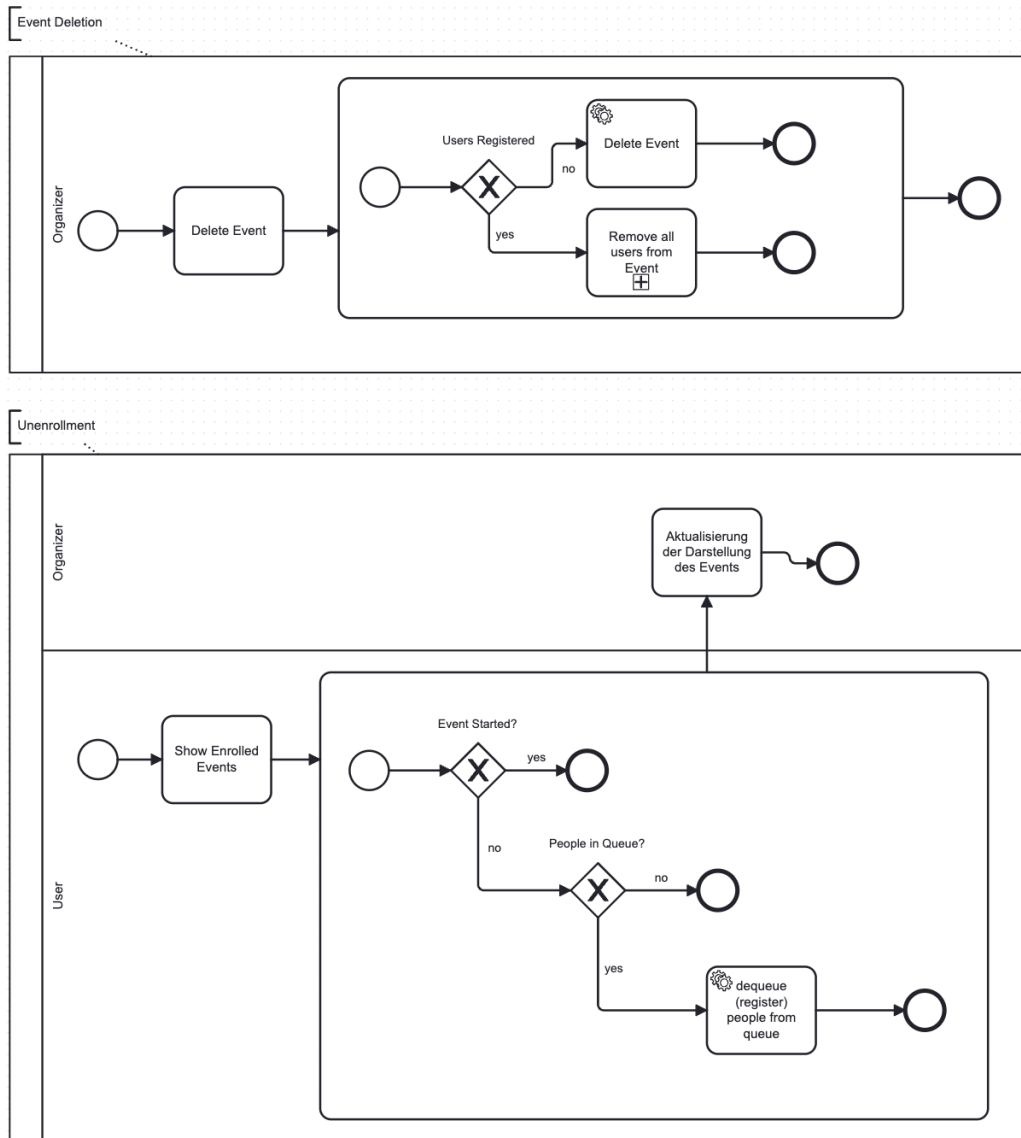 Event Deletion
Organizer
Delete Event
Users Registered
no
yes
Delete Event
Remove all
users from
Event
Unenrollment
Organizer
Aktualisierung
der Darstellung
des Events
User
Show Enrolled
Events
Event Started?
yes
no
People in Queue?
no
yes
dequeue
(register)
people from
queue